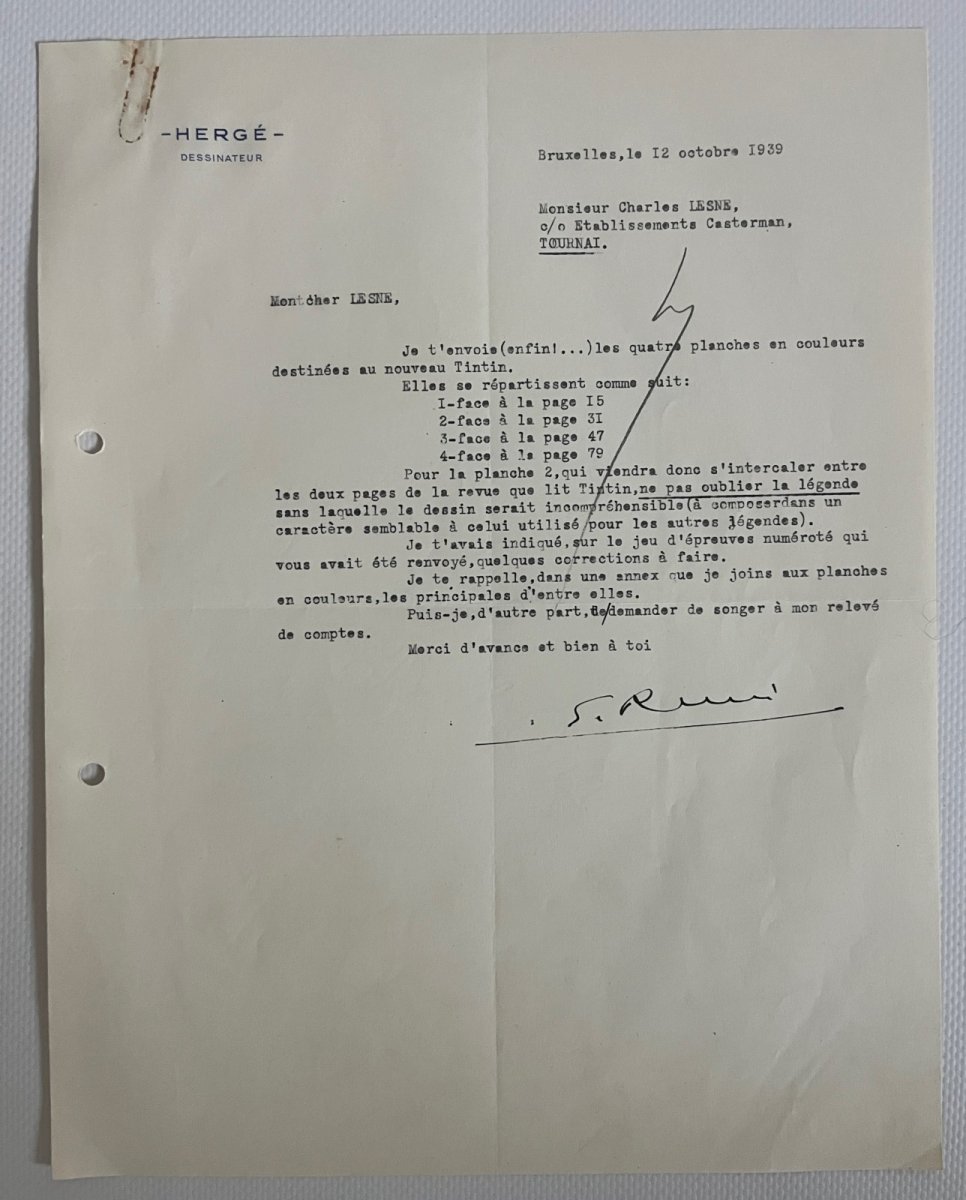 -HERGÉ-
DESSINATEUR
Bruxelles,le I2 octobre I939
Monsieur Charles LESNE,
c/o Etablissements Casterman,
TOURNAI.
Mon cher LESNE,
Je t'envoie(enfin!...)les quatre planches en couleurs
destinées au nouveau Tintin.
Elles se répartissent comme suit:
I-face à la page I5
2-face à la page 3I
3-face à la page 47
4-face à la page 79
Pour la planche 2,qui viendra donc s'intercaler entre
les deux pages de la revue que lit Tintin,ne pas oublier la légende
sans laquelle le dessin serait incompréhensible(à composerdans un
caractère semblable à celui utilisé pour les autres légendes).
Je t'avais indiqué,sur le jeu d'épreuves numéroté qui
vous avait été renvoyé,quelques corrections à faire.
Je te rappelle,dans une annex que je joins aux planches
en couleurs,les principales d'entre elles.
Puis-je,d'autre part,te demander de songer à mon relevé
de comptes.
Merci d'avance et bien à toi
G. Remi